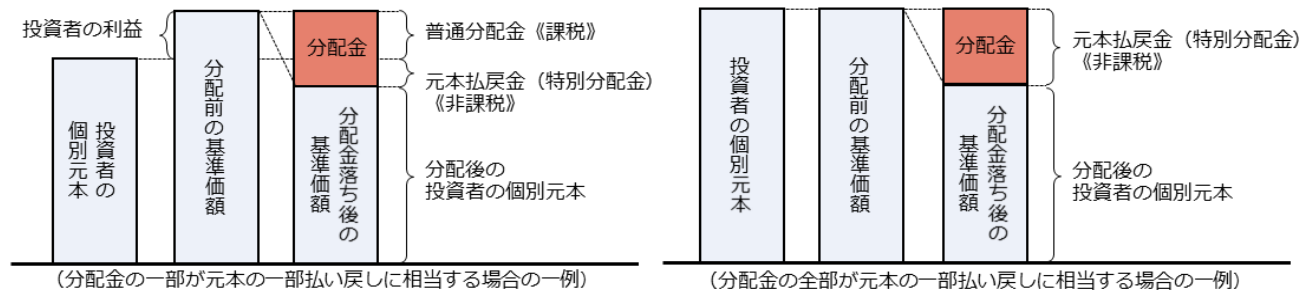 投資者の利益
投資者の
個別元本
分配前の基準価額
分配金
分配金落ち後の
基準価額
普通分配金《課税》
元本払戻金（特別分配金）
《非課税》
分配後の
投資者の個別元本
（分配金の一部が元本の一部払い戻しに相当する場合の一例）
投資者の個別元本
分配前の基準価額
分配金
分配金落ち後の
基準価額
元本払戻金（特別分配金）
《非課税》
分配後の
投資者の個別元本
（分配金の全部が元本の一部払い戻しに相当する場合の一例）